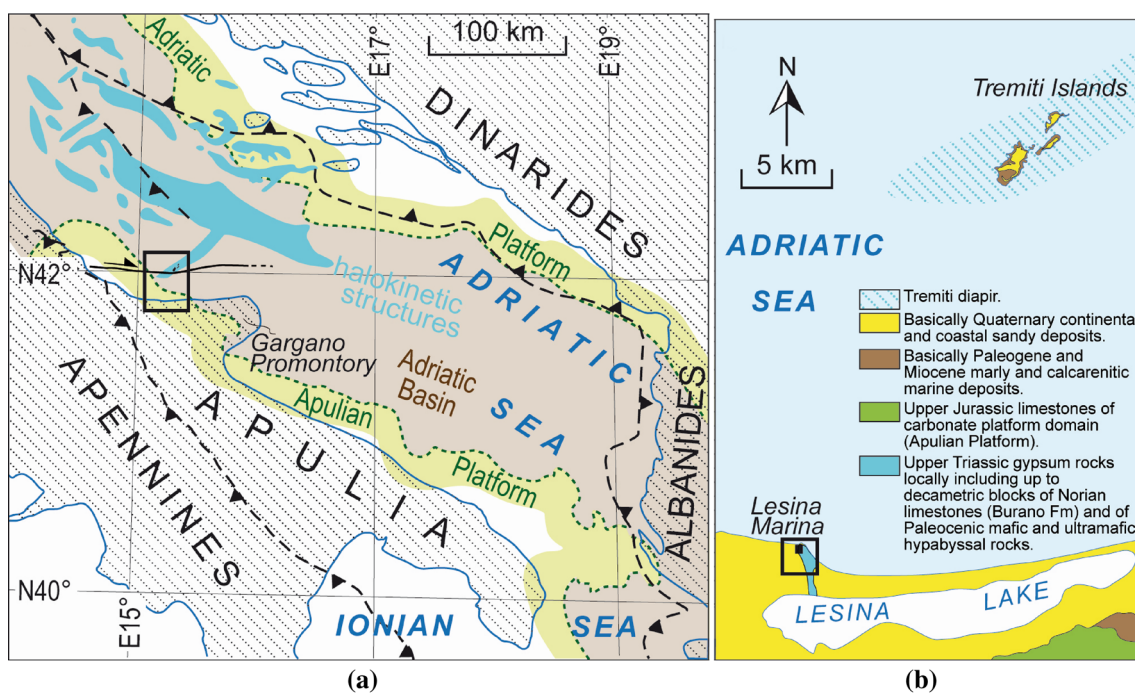 Adriatic
E17°
100 km
E19°
DINARIDES
N42°
halokinetic
structures
Platform
ADRIATIC
SEA
Gargano
Promontory
Adriatic
Basin
Apulian
Platform
APENNINES
APULIA
ALBANIDES
N40°
E15°
IONIAN
SEA
(a)
N
5 km
Tremiti Islands
ADRIATIC
SEA
Tremiti diapir.
Basically Quaternary continenta
and coastal sandy deposits.
Basically Paleogene and
Miocene marly and calcarenitic
marine deposits.
Upper Jurassic limestones of
carbonate platform domain
(Apulian Platform).
Upper Triassic gypsum rocks
locally including up to
decametric blocks of Norian
limestones (Burano Fm) and of
Paleocenic mafic and ultramafic
hypabyssal rocks.
Lesina
Marina
LESINA
LAKE
(b)